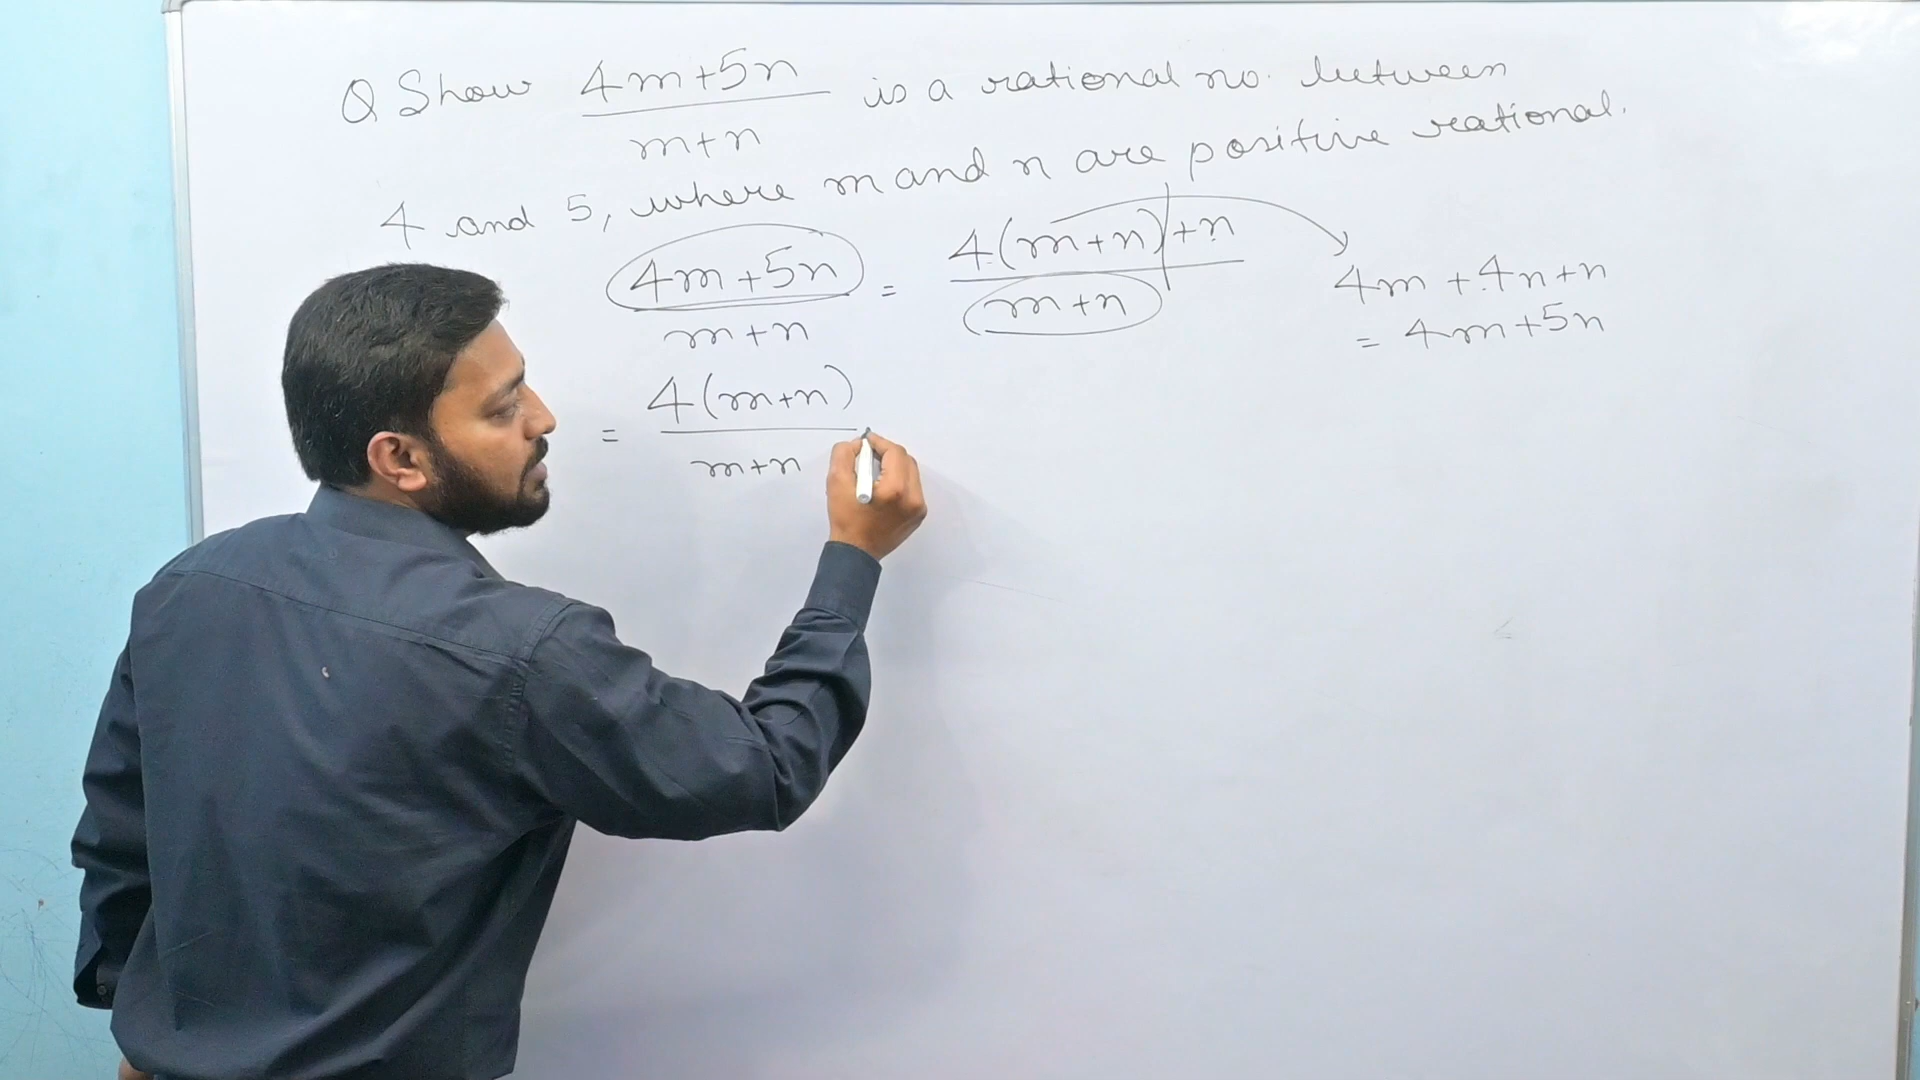 Q Show (4m+5n)/(m+n) is a rational no. between
4 and 5, where m and n are positive rational.
(4m+5n)/(m+n) = (4(m+n)+n)/(m+n)
4m + 4n + n
= 4m + 5n
= (4(m+n))/(m+n)